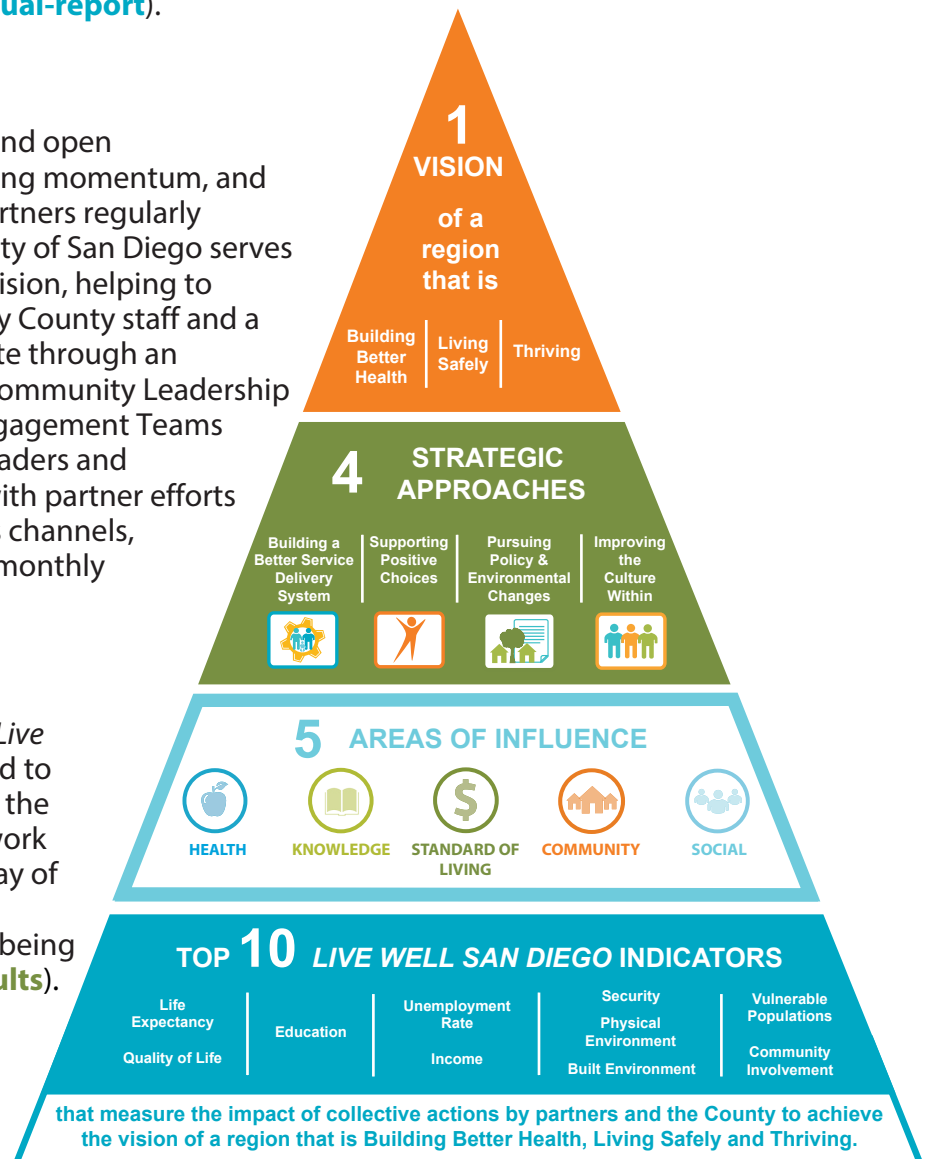 ual-report).
nd open
ng momentum, and
rtners regularly
ty of San Diego serves
ision, helping to
y County staff and a
te through an
ommunity Leadership
gagement Teams
aders and
vith partner efforts
s channels,
monthly
Live
d to
the
work
ay of
being
ults).
1
VISION
of a
region
that is
Building
Better
Health
Living
Safely
Thriving
4 STRATEGIC
APPROACHES
Building a
Better Service
Delivery
System
Supporting
Positive
Choices
Pursuing
Policy &
Environmental
Changes
Improving
the
Culture
Within
5 AREAS OF INFLUENCE
HEALTH
KNOWLEDGE
STANDARD OF
LIVING
COMMUNITY
SOCIAL
TOP 10 LIVE WELL SAN DIEGO INDICATORS
Life
Expectancy
Quality of Life
Education
Unemployment
Rate
Income
Security
Physical
Environment
Built Environment
Vulnerable
Populations
Community
Involvement
that measure the impact of collective actions by partners and the County to achieve
the vision of a region that is Building Better Health, Living Safely and Thriving.